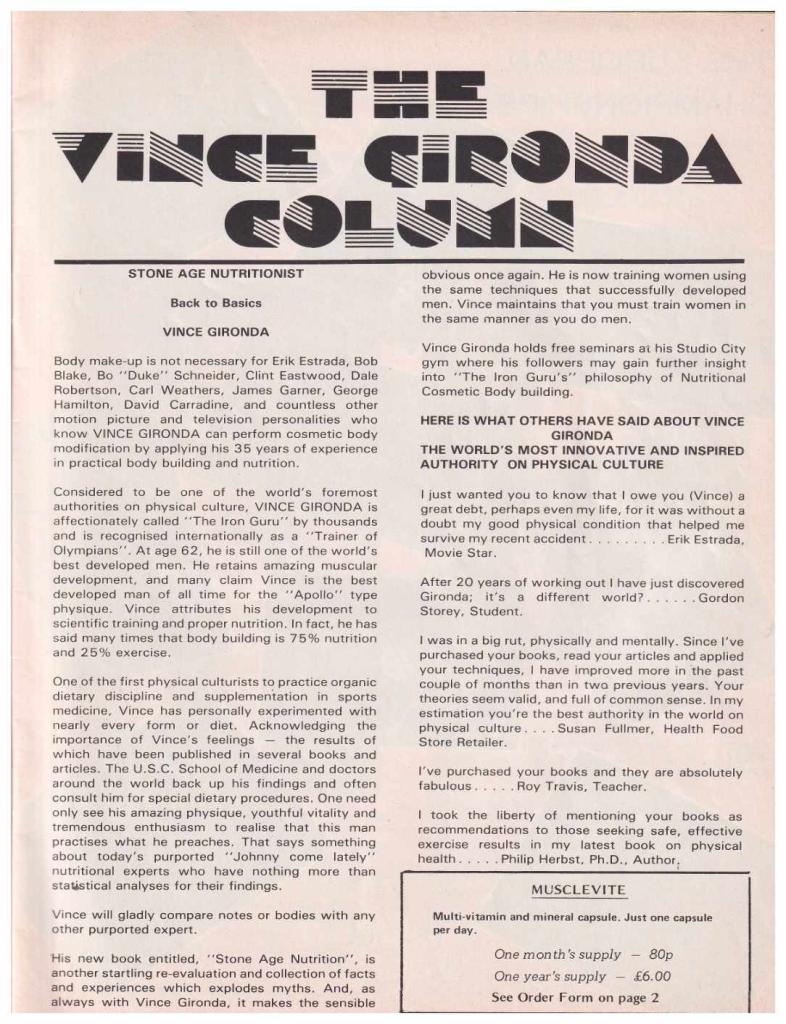 THE
VINCE GIRONDA
COLUMN
STONE AGE NUTRITIONIST
Back to Basics
VINCE GIRONDA
Body make-up is not necessary for Erik Estrada, Bob
Blake, Bo "Duke" Schneider, Clint Eastwood, Dale
Robertson, Carl Weathers, James Garner, George
Hamilton, David Carradine, and countless other
motion picture and television personalities who
know VINCE GIRONDA can perform cosmetic body
modification by applying his 35 years of experience
in practical body building and nutrition.
Considered to be one of the world's foremost
authorities on physical culture, VINCE GIRONDA is
affectionately called "The Iron Guru" by thousands
and is recognised internationally as a "Trainer of
Olympians". At age 62, he is still one of the world's
best developed men. He retains amazing muscular
development, and many claim Vince is the best
developed man of all time for the "Apollo" type
physique. Vince attributes his development to
scientific training and proper nutrition. In fact, he has
said many times that body building is 75% nutrition
and 25% exercise.
One of the first physical culturists to practice organic
dietary discipline and supplementation in sports
medicine, Vince has personally experimented with
nearly every form or diet. Acknowledging the
importance of Vince's feelings — the results of
which have been published in several books and
articles. The U.S.C. School of Medicine and doctors
around the world back up his findings and often
consult him for special dietary procedures. One need
only see his amazing physique, youthful vitality and
tremendous enthusiasm to realise that this man
practises what he preaches. That says something
about today's purported "Johnny come lately"
nutritional experts who have nothing more than
statistical analyses for their findings.
Vince will gladly compare notes or bodies with any
other purported expert.
His new book entitled, "Stone Age Nutrition", is
another startling re-evaluation and collection of facts
and experiences which explodes myths. And, as
always with Vince Gironda, it makes the sensible
obvious once again. He is now training women using
the same techniques that successfully developed
men. Vince maintains that you must train women in
the same manner as you do men.
Vince Gironda holds free seminars at his Studio City
gym where his followers may gain further insight
into "The Iron Guru's" philosophy of Nutritional
Cosmetic Body building.
HERE IS WHAT OTHERS HAVE SAID ABOUT VINCE
GIRONDA
THE WORLD'S MOST INNOVATIVE AND INSPIRED
AUTHORITY ON PHYSICAL CULTURE
I just wanted you to know that I owe you (Vince) a
great debt, perhaps even my life, for it was without a
doubt my good physical condition that helped me
survive my recent accident . . . . . . . . . Erik Estrada,
Movie Star.
After 20 years of working out I have just discovered
Gironda; it's a different world? . . . . . . Gordon
Storey, Student.
I was in a big rut, physically and mentally. Since I've
purchased your books, read your articles and applied
your techniques, I have improved more in the past
couple of months than in two previous years. Your
theories seem valid, and full of common sense. In my
estimation you're the best authority in the world on
physical culture . . . . Susan Fullmer, Health Food
Store Retailer.
I've purchased your books and they are absolutely
fabulous . . . . . Roy Travis, Teacher.
I took the liberty of mentioning your books as
recommendations to those seeking safe, effective
exercise results in my latest book on physical
health . . . . . Philip Herbst, Ph.D., Author.
MUSCLEVITE
Multi-vitamin and mineral capsule. Just one capsule
per day.
One month's supply — 80p
One year's supply — £6.00
See Order Form on page 2